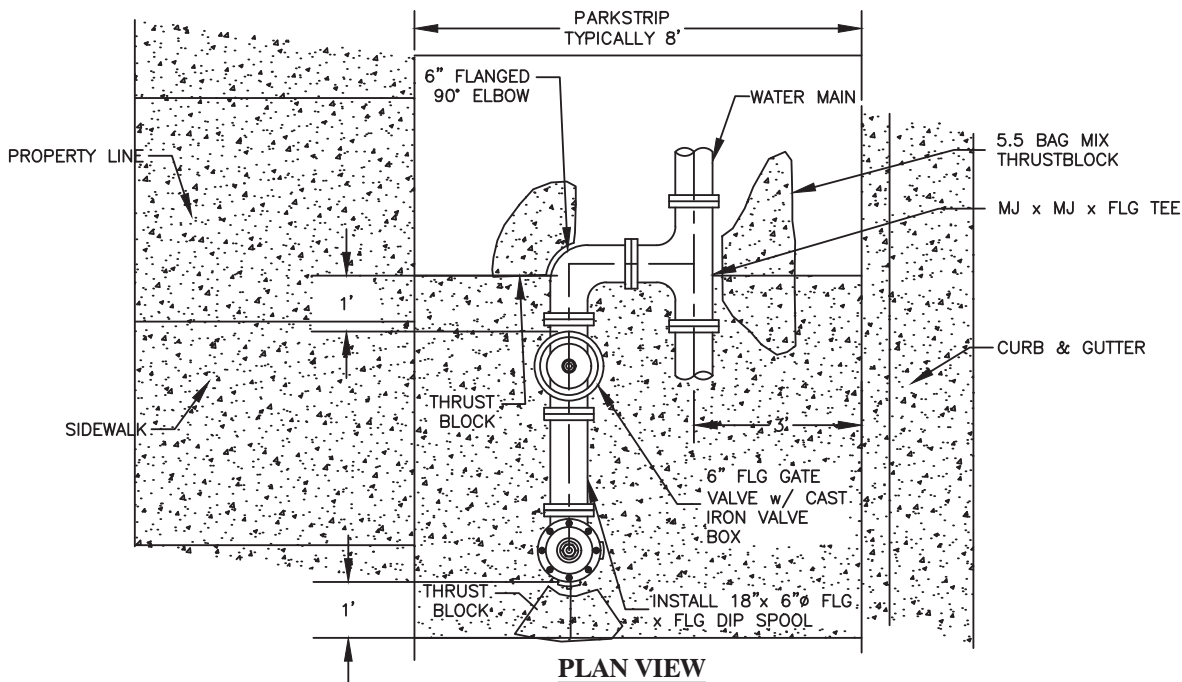 PARKSTRIP
TYPICALLY 8'
6" FLANGED
90° ELBOW
WATER MAIN
5.5 BAG MIX
THRUSTBLOCK
PROPERTY LINE
MJ x MJ x FLG TEE
1'
CURB & GUTTER
THRUST
BLOCK
SIDEWALK
3'
6" FLG GATE
VALVE w/ CAST
IRON VALVE
BOX
THRUST
BLOCK
1'
INSTALL 18"x 6"ø FLG
x FLG DIP SPOOL
PLAN VIEW